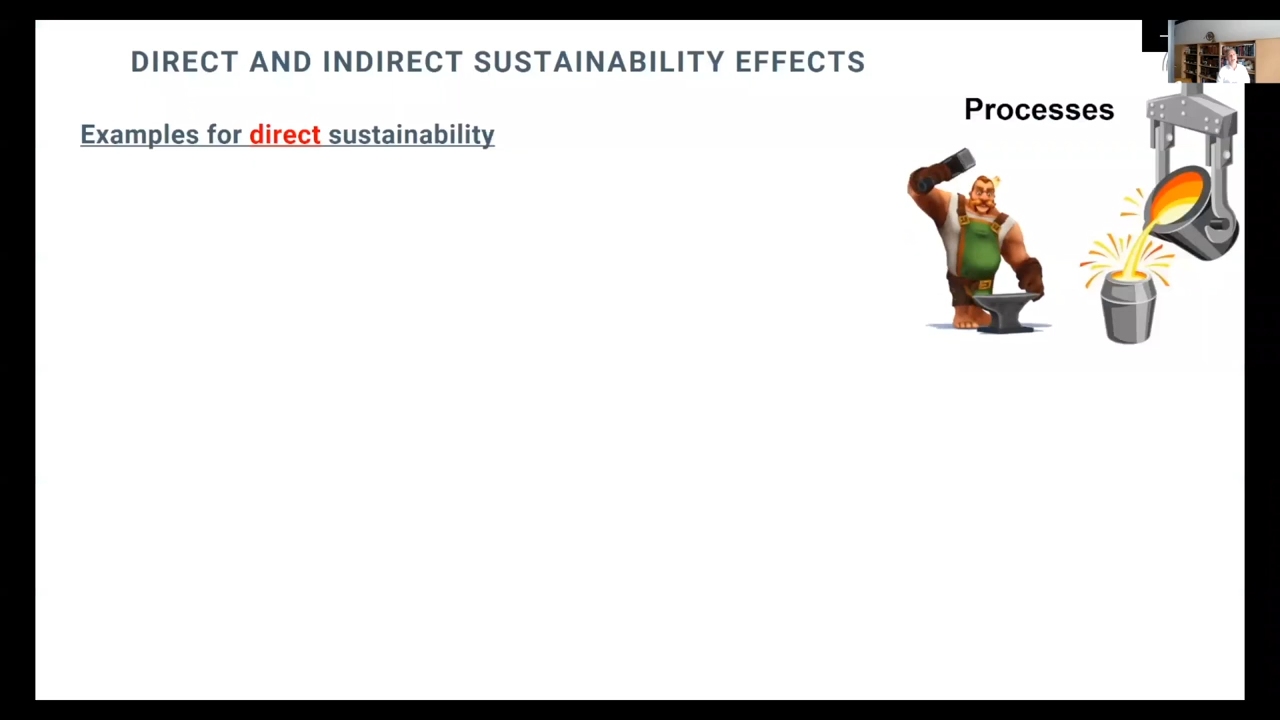 DIRECT AND INDIRECT SUSTAINABILITY EFFECTS
Processes
Examples for direct sustainability